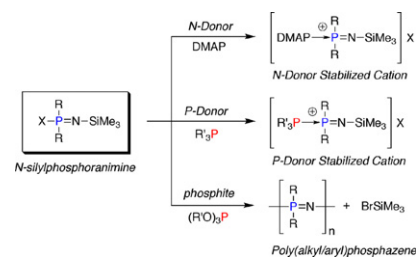 R
X-P=N-SiMe3
R
N-silylphosphoranimine
N-Donor
DMAP
R
DMAP→P=N-SiMe3 X
⊕
R
N-Donor Stabilized Cation
P-Donor
R'3P
R
R'3P→P=N-SiMe3 X
⊕
R
P-Donor Stabilized Cation
phosphite
(R'O)3P
R
P=N
R
n
+ BrSiMe3
Poly(alkyl/aryl)phosphazene